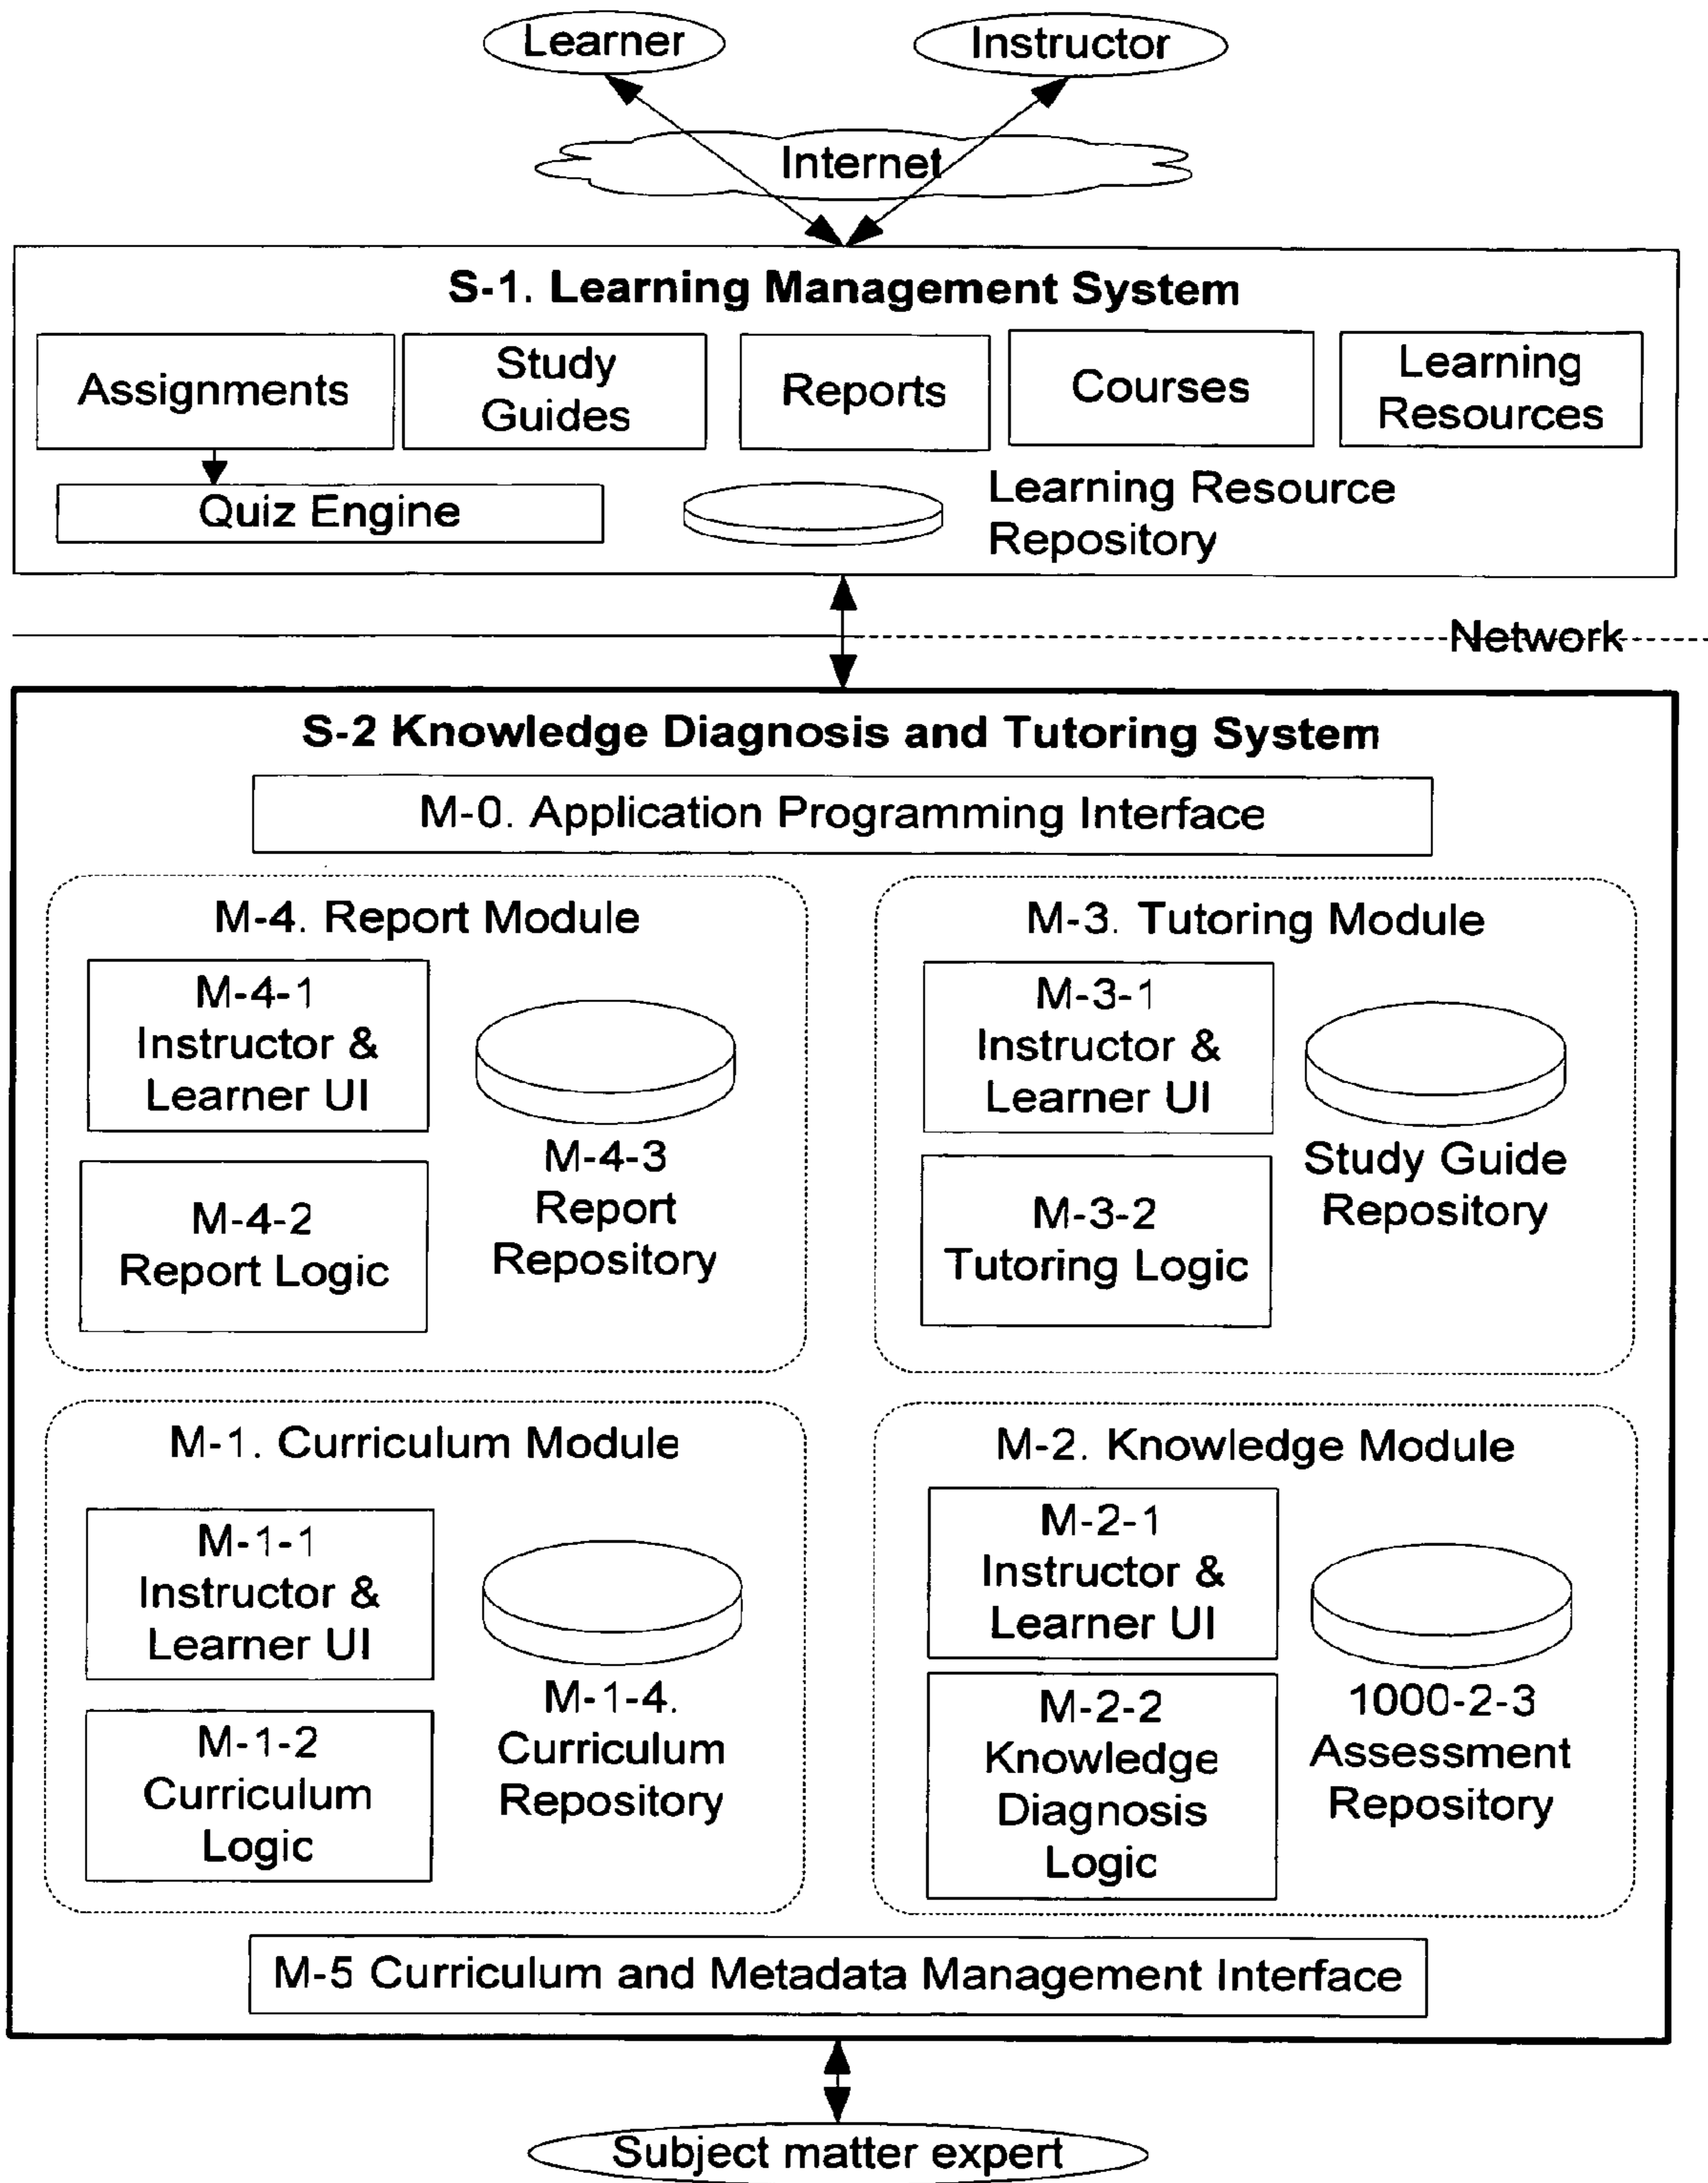 Learner
Instructor
Internet
S-1. Learning Management System
Assignments
Study
Guides
Reports
Courses
Learning
Resources
Quiz Engine
Learning Resource
Repository
Network
S-2 Knowledge Diagnosis and Tutoring System
M-0. Application Programming Interface
M-4. Report Module
M-4-1
Instructor &
Learner UI
M-4-2
Report Logic
M-4-3
Report
Repository
M-3. Tutoring Module
M-3-1
Instructor &
Learner UI
M-3-2
Tutoring Logic
Study Guide
Repository
M-1. Curriculum Module
M-1-1
Instructor &
Learner UI
M-1-2
Curriculum
Logic
M-1-4.
Curriculum
Repository
M-2. Knowledge Module
M-2-1
Instructor &
Learner UI
M-2-2
Knowledge
Diagnosis
Logic
1000-2-3
Assessment
Repository
M-5 Curriculum and Metadata Management Interface
Subject matter expert